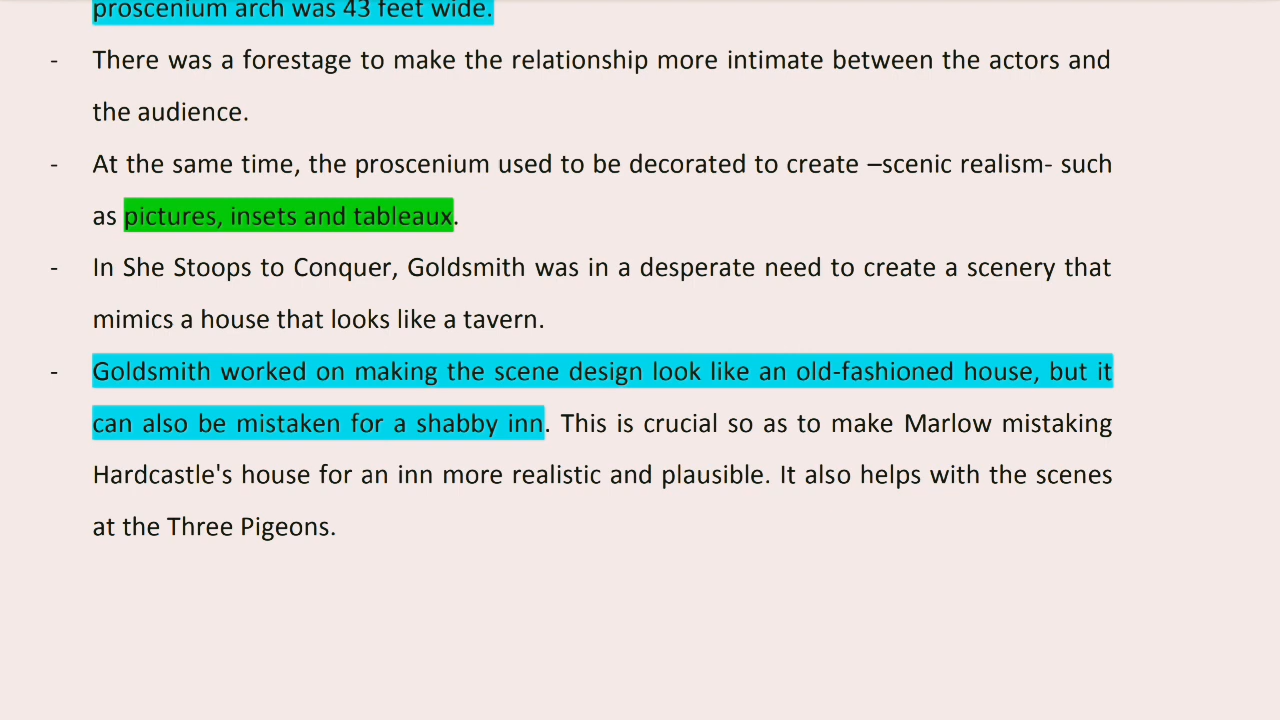 proscenium arch was 43 feet wide.
- There was a forestage to make the relationship more intimate between the actors and
the audience.
- At the same time, the proscenium used to be decorated to create –scenic realism- such
as pictures, insets and tableaux.
- In She Stoops to Conquer, Goldsmith was in a desperate need to create a scenery that
mimics a house that looks like a tavern.
- Goldsmith worked on making the scene design look like an old-fashioned house, but it
can also be mistaken for a shabby inn. This is crucial so as to make Marlow mistaking
Hardcastle's house for an inn more realistic and plausible. It also helps with the scenes
at the Three Pigeons.